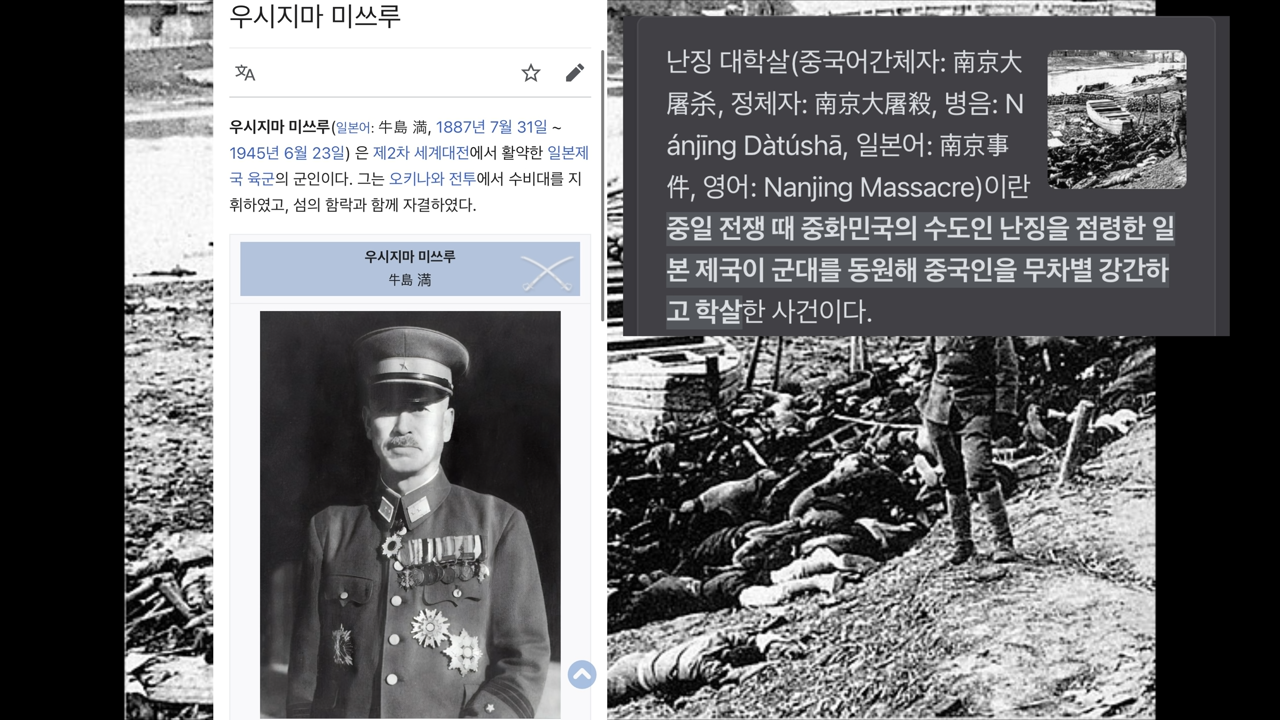 우시지마 미쓰루
우시지마 미쓰루(일본어: 牛島 満, 1887년 7월 31일 ~
1945년 6월 23일) 은 제2차 세계대전에서 활약한 일본제
국 육군의 군인이다. 그는 오키나와 전투에서 수비대를 지
휘하였고, 섬의 함락과 함께 자결하였다.
우시지마 미쓰루
牛島 満
난징 대학살(중국어간체자: 南京大
屠杀, 정체자: 南京大屠殺, 병음: N
ánjīng Dàtúshā, 일본어: 南京事
件, 영어: Nanjing Massacre)이란
중일 전쟁 때 중화민국의 수도인 난징을 점령한 일
본 제국이 군대를 동원해 중국인을 무차별 강간하
고 학살한 사건이다.